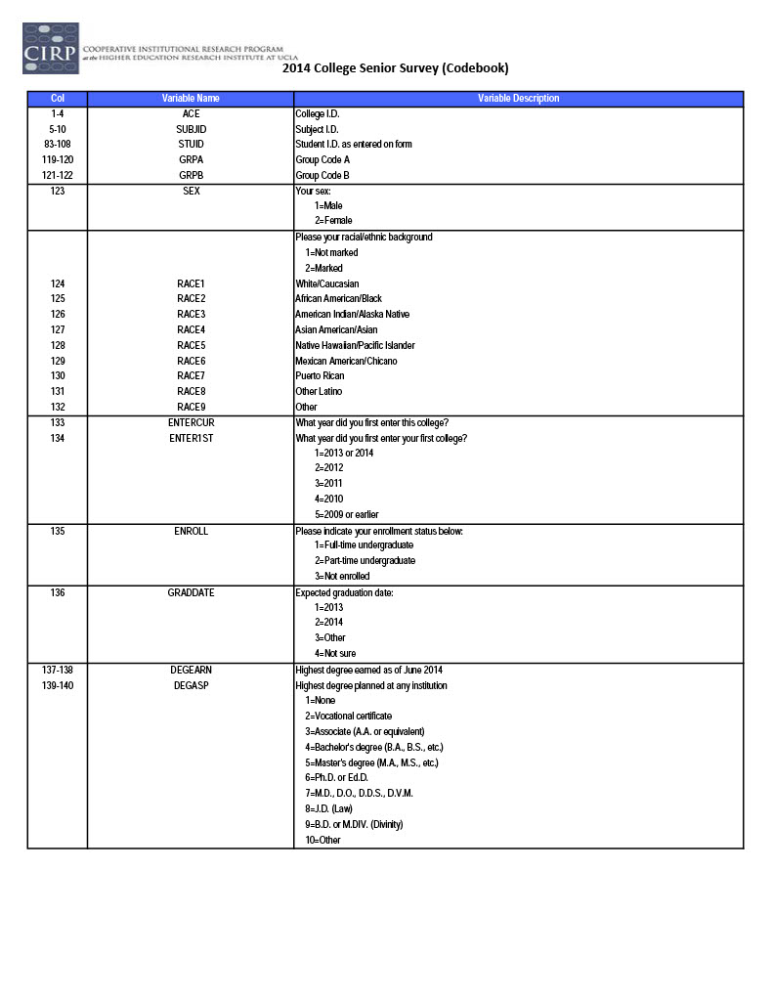 CIRP
COOPERATIVE INSTITUTIONAL RESEARCH PROGRAM
at the HIGHER EDUCATION RESEARCH INSTITUTE AT UCLA
2014 College Senior Survey (Codebook)
Col Variable Name Variable Description
1-4 ACE College I.D.
5-10 SUBJID Subject I.D.
83-108 STUID Student I.D. as entered on form
119-120 GRPA Group Code A
121-122 GRPB Group Code B
123 SEX Your sex:
1=Male
2=Female
Please your racial/ethnic background
1=Not marked
2=Marked
124 RACE1 White/Caucasian
125 RACE2 African American/Black
126 RACE3 American Indian/Alaska Native
127 RACE4 Asian American/Asian
128 RACE5 Native Hawaiian/Pacific Islander
129 RACE6 Mexican American/Chicano
130 RACE7 Puerto Rican
131 RACE8 Other Latino
132 RACE9 Other
133 ENTERCUR What year did you first enter this college?
134 ENTER1ST What year did you first enter your first college?
1=2013 or 2014
2=2012
3=2011
4=2010
5=2009 or earlier
135 ENROLL Please indicate your enrollment status below:
1=Full-time undergraduate
2=Part-time undergraduate
3=Not enrolled
136 GRADDATE Expected graduation date:
1=2013
2=2014
3=Other
4=Not sure
137-138 DEGEARN Highest degree earned as of June 2014
139-140 DEGASP Highest degree planned at any institution
1=None
2=Vocational certificate
3=Associate (A.A. or equivalent)
4=Bachelor's degree (B.A., B.S., etc.)
5=Master's degree (M.A., M.S., etc.)
6=Ph.D. or Ed.D.
7=M.D., D.O., D.D.S., D.V.M.
8=J.D. (Law)
9=B.D. or M.DIV. (Divinity)
10=Other